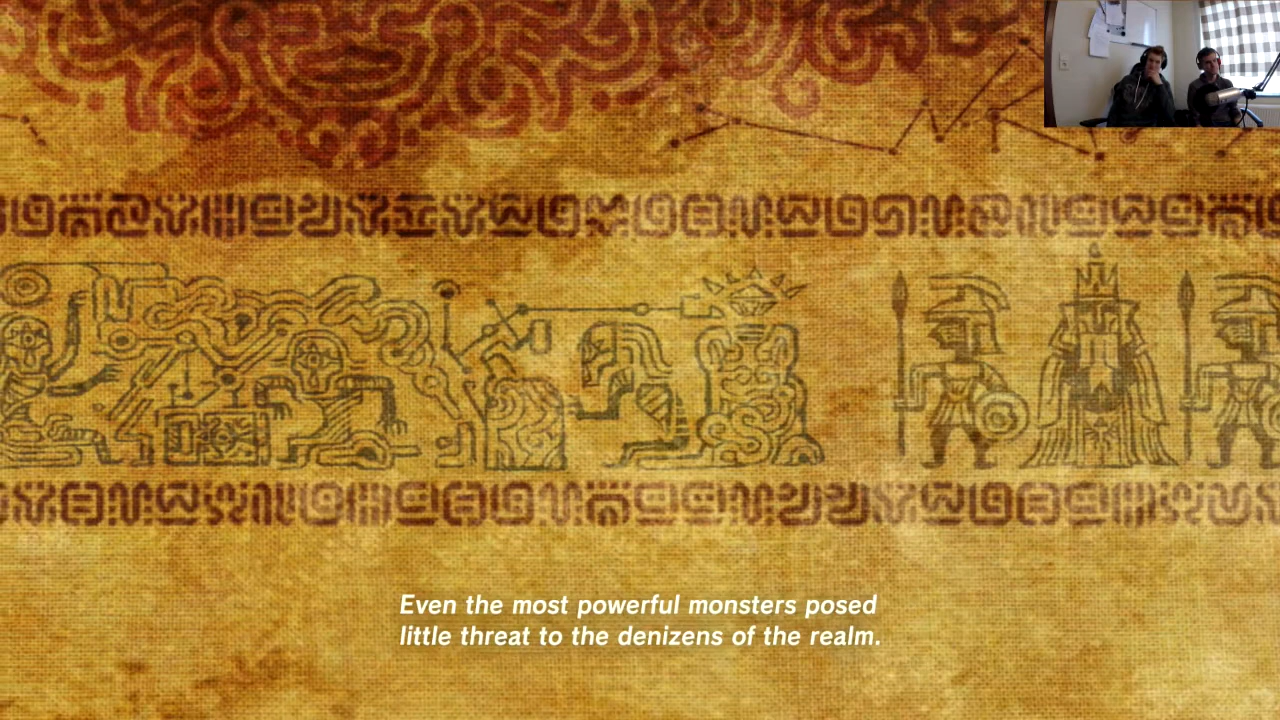 Even the most powerful monsters posed
little threat to the denizens of the realm.